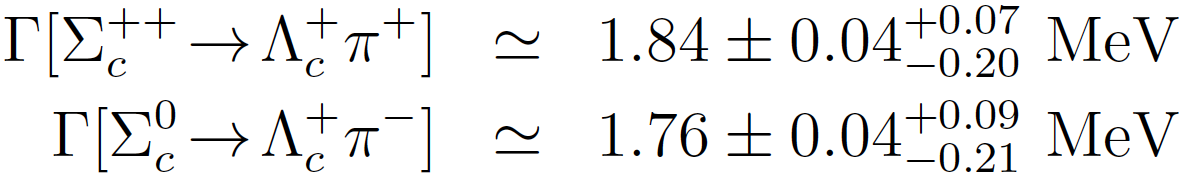 Γ[Σ_c^{++} → Λ_c^+ π^+] ≃ 1.84 ± 0.04^{+0.07}_{−0.20} MeV
Γ[Σ_c^0 → Λ_c^+ π^−] ≃ 1.76 ± 0.04^{+0.09}_{−0.21} MeV